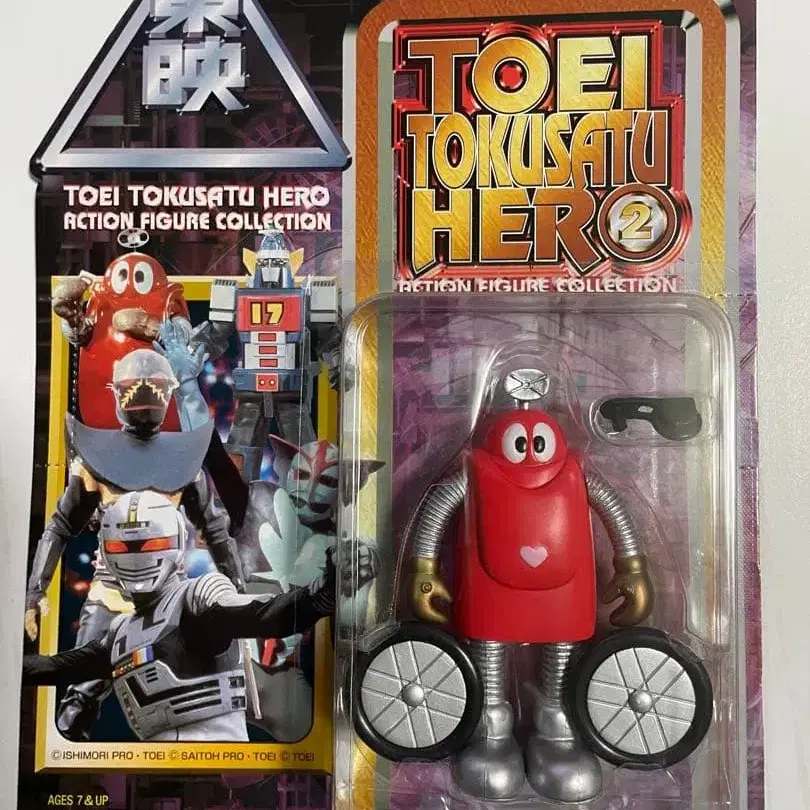 東
映
TOEI TOKUSATU HERO
ACTION FIGURE COLLECTION
17
©ISHIMORI PRO・TOEI ©SAITOH PRO・TOEI ©TOEI
AGES 7 & UP
TOEI
TOKUSATU
HERO 2
ACTION FIGURE COLLECTION